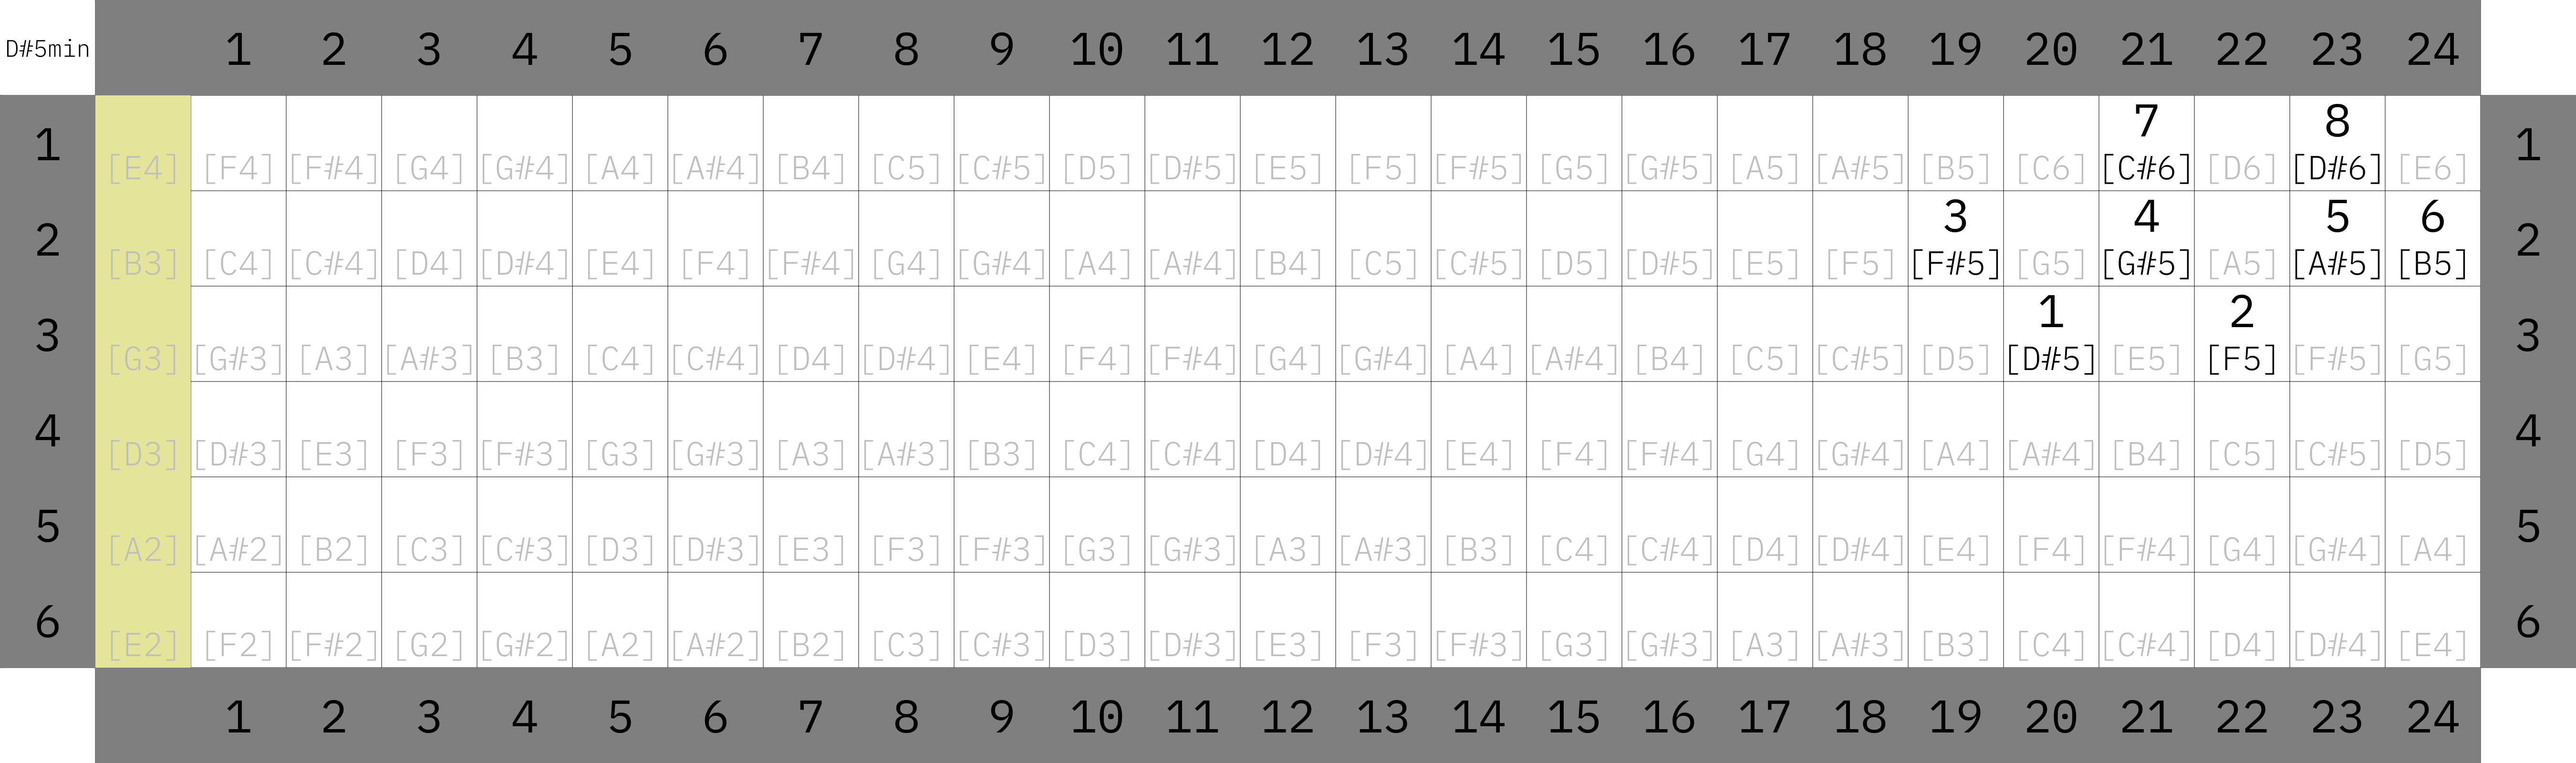 D#5min 1 2 3 4 5 6 7 8 9 10 11 12 13 14 15 16 17 18 19 20 21 22 23 24
7 8
1 [E4] [F4] [F#4] [G4] [G#4] [A4] [A#4] [B4] [C5] [C#5] [D5] [D#5] [E5] [F5] [F#5] [G5] [G#5] [A5] [A#5] [B5] [C6] [C#6] [D6] [D#6] [E6] 1
3 4 5 6
2 [B3] [C4] [C#4] [D4] [D#4] [E4] [F4] [F#4] [G4] [G#4] [A4] [A#4] [B4] [C5] [C#5] [D5] [D#5] [E5] [F5] [F#5] [G5] [G#5] [A5] [A#5] [B5] 2
1 2
3 [G3] [G#3] [A3] [A#3] [B3] [C4] [C#4] [D4] [D#4] [E4] [F4] [F#4] [G4] [G#4] [A4] [A#4] [B4] [C5] [C#5] [D5] [D#5] [E5] [F5] [F#5] [G5] 3
4 [D3] [D#3] [E3] [F3] [F#3] [G3] [G#3] [A3] [A#3] [B3] [C4] [C#4] [D4] [D#4] [E4] [F4] [F#4] [G4] [G#4] [A4] [A#4] [B4] [C5] [C#5] [D5] 4
5 [A2] [A#2] [B2] [C3] [C#3] [D3] [D#3] [E3] [F3] [F#3] [G3] [G#3] [A3] [A#3] [B3] [C4] [C#4] [D4] [D#4] [E4] [F4] [F#4] [G4] [G#4] [A4] 5
6 [E2] [F2] [F#2] [G2] [G#2] [A2] [A#2] [B2] [C3] [C#3] [D3] [D#3] [E3] [F3] [F#3] [G3] [G#3] [A3] [A#3] [B3] [C4] [C#4] [D4] [D#4] [E4] 6
1 2 3 4 5 6 7 8 9 10 11 12 13 14 15 16 17 18 19 20 21 22 23 24